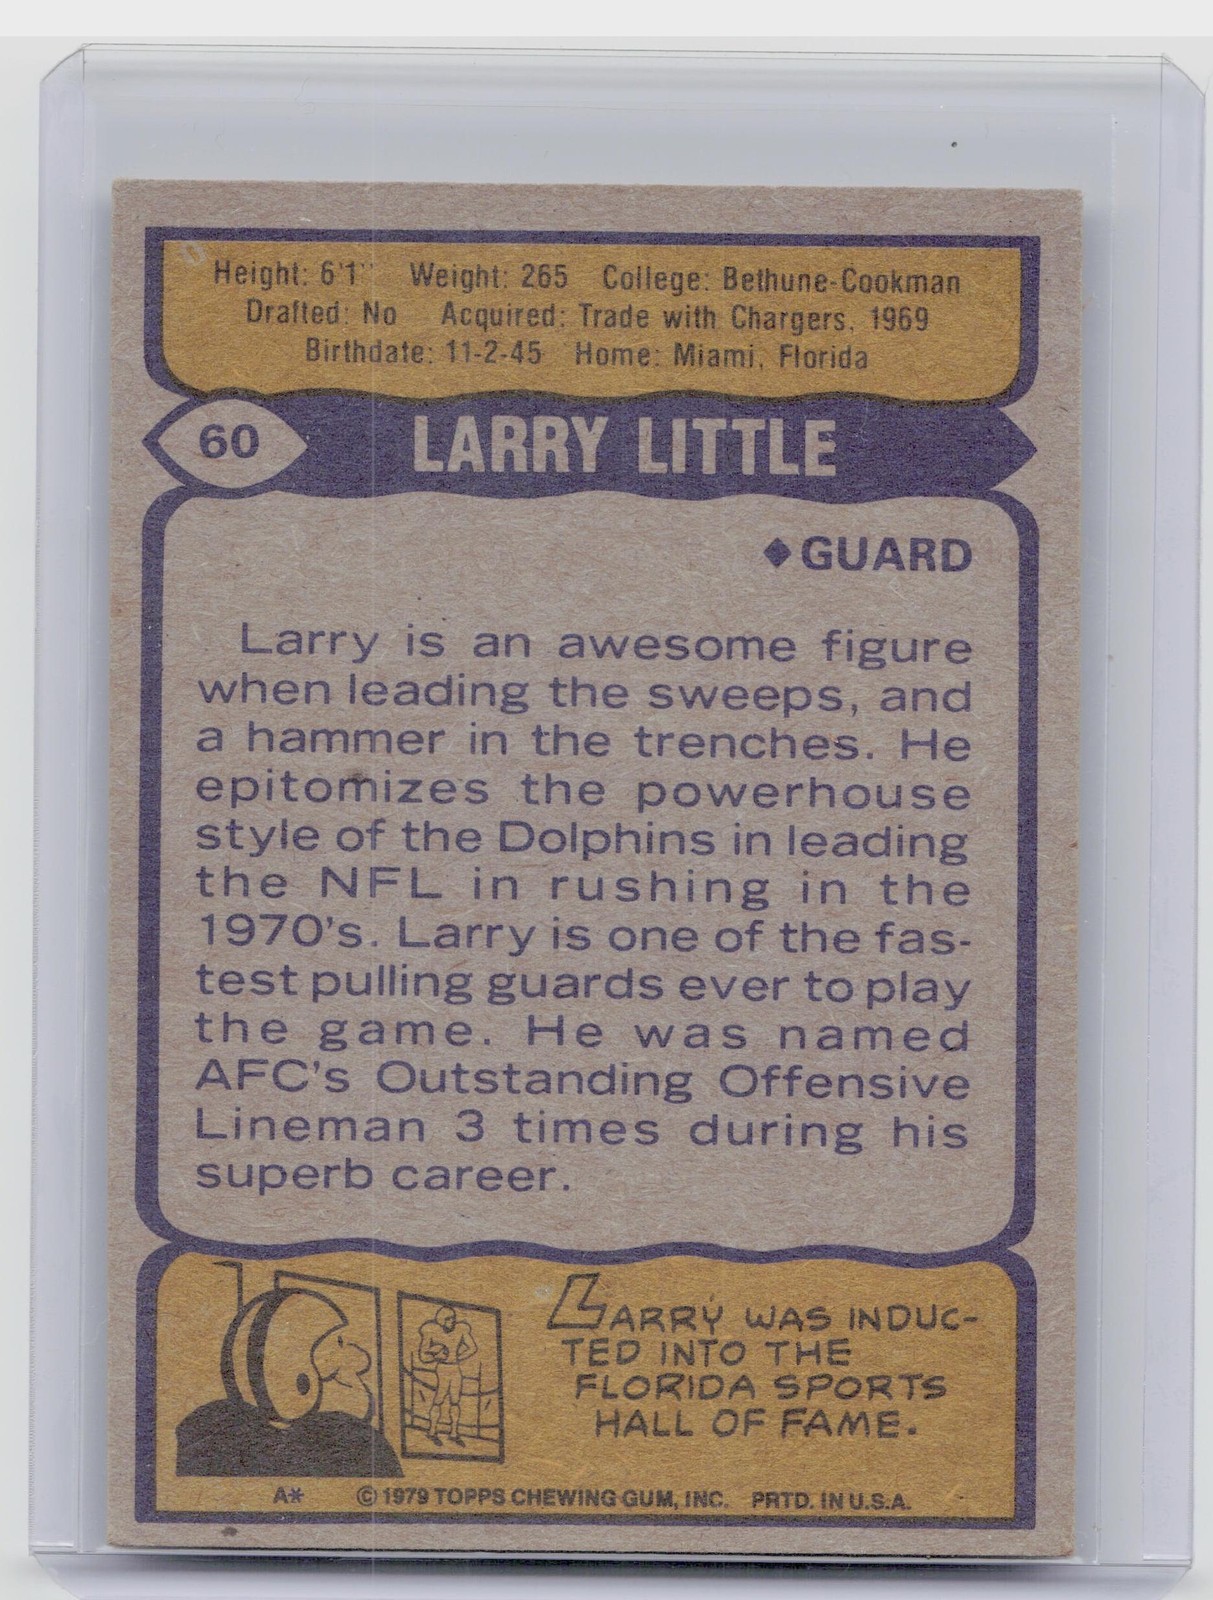 Height: 6'1" Weight: 265 College: Bethune-Cookman
Drafted: No Acquired: Trade with Chargers, 1969
Birthdate: 11-2-45 Home: Miami, Florida
60 LARRY LITTLE
◆GUARD
Larry is an awesome figure
when leading the sweeps, and
a hammer in the trenches. He
epitomizes the powerhouse
style of the Dolphins in leading
the NFL in rushing in the
1970's. Larry is one of the fas-
test pulling guards ever to play
the game. He was named
AFC's Outstanding Offensive
Lineman 3 times during his
superb career.
LARRY WAS INDUC-
TED INTO THE
FLORIDA SPORTS
HALL OF FAME.
A* © 1979 TOPPS CHEWING GUM, INC. PRTD. IN U.S.A.